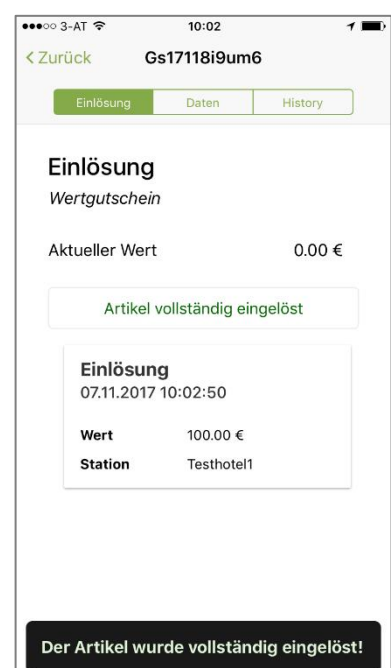 3-AT 10:02
Zurück Gs17118i9um6
Einlösung Daten History
Einlösung
Wertgutschein
Aktueller Wert 0.00 €
Artikel vollständig eingelöst
Einlösung
07.11.2017 10:02:50
Wert 100.00 €
Station Testhotel1
Der Artikel wurde vollständig eingelöst!